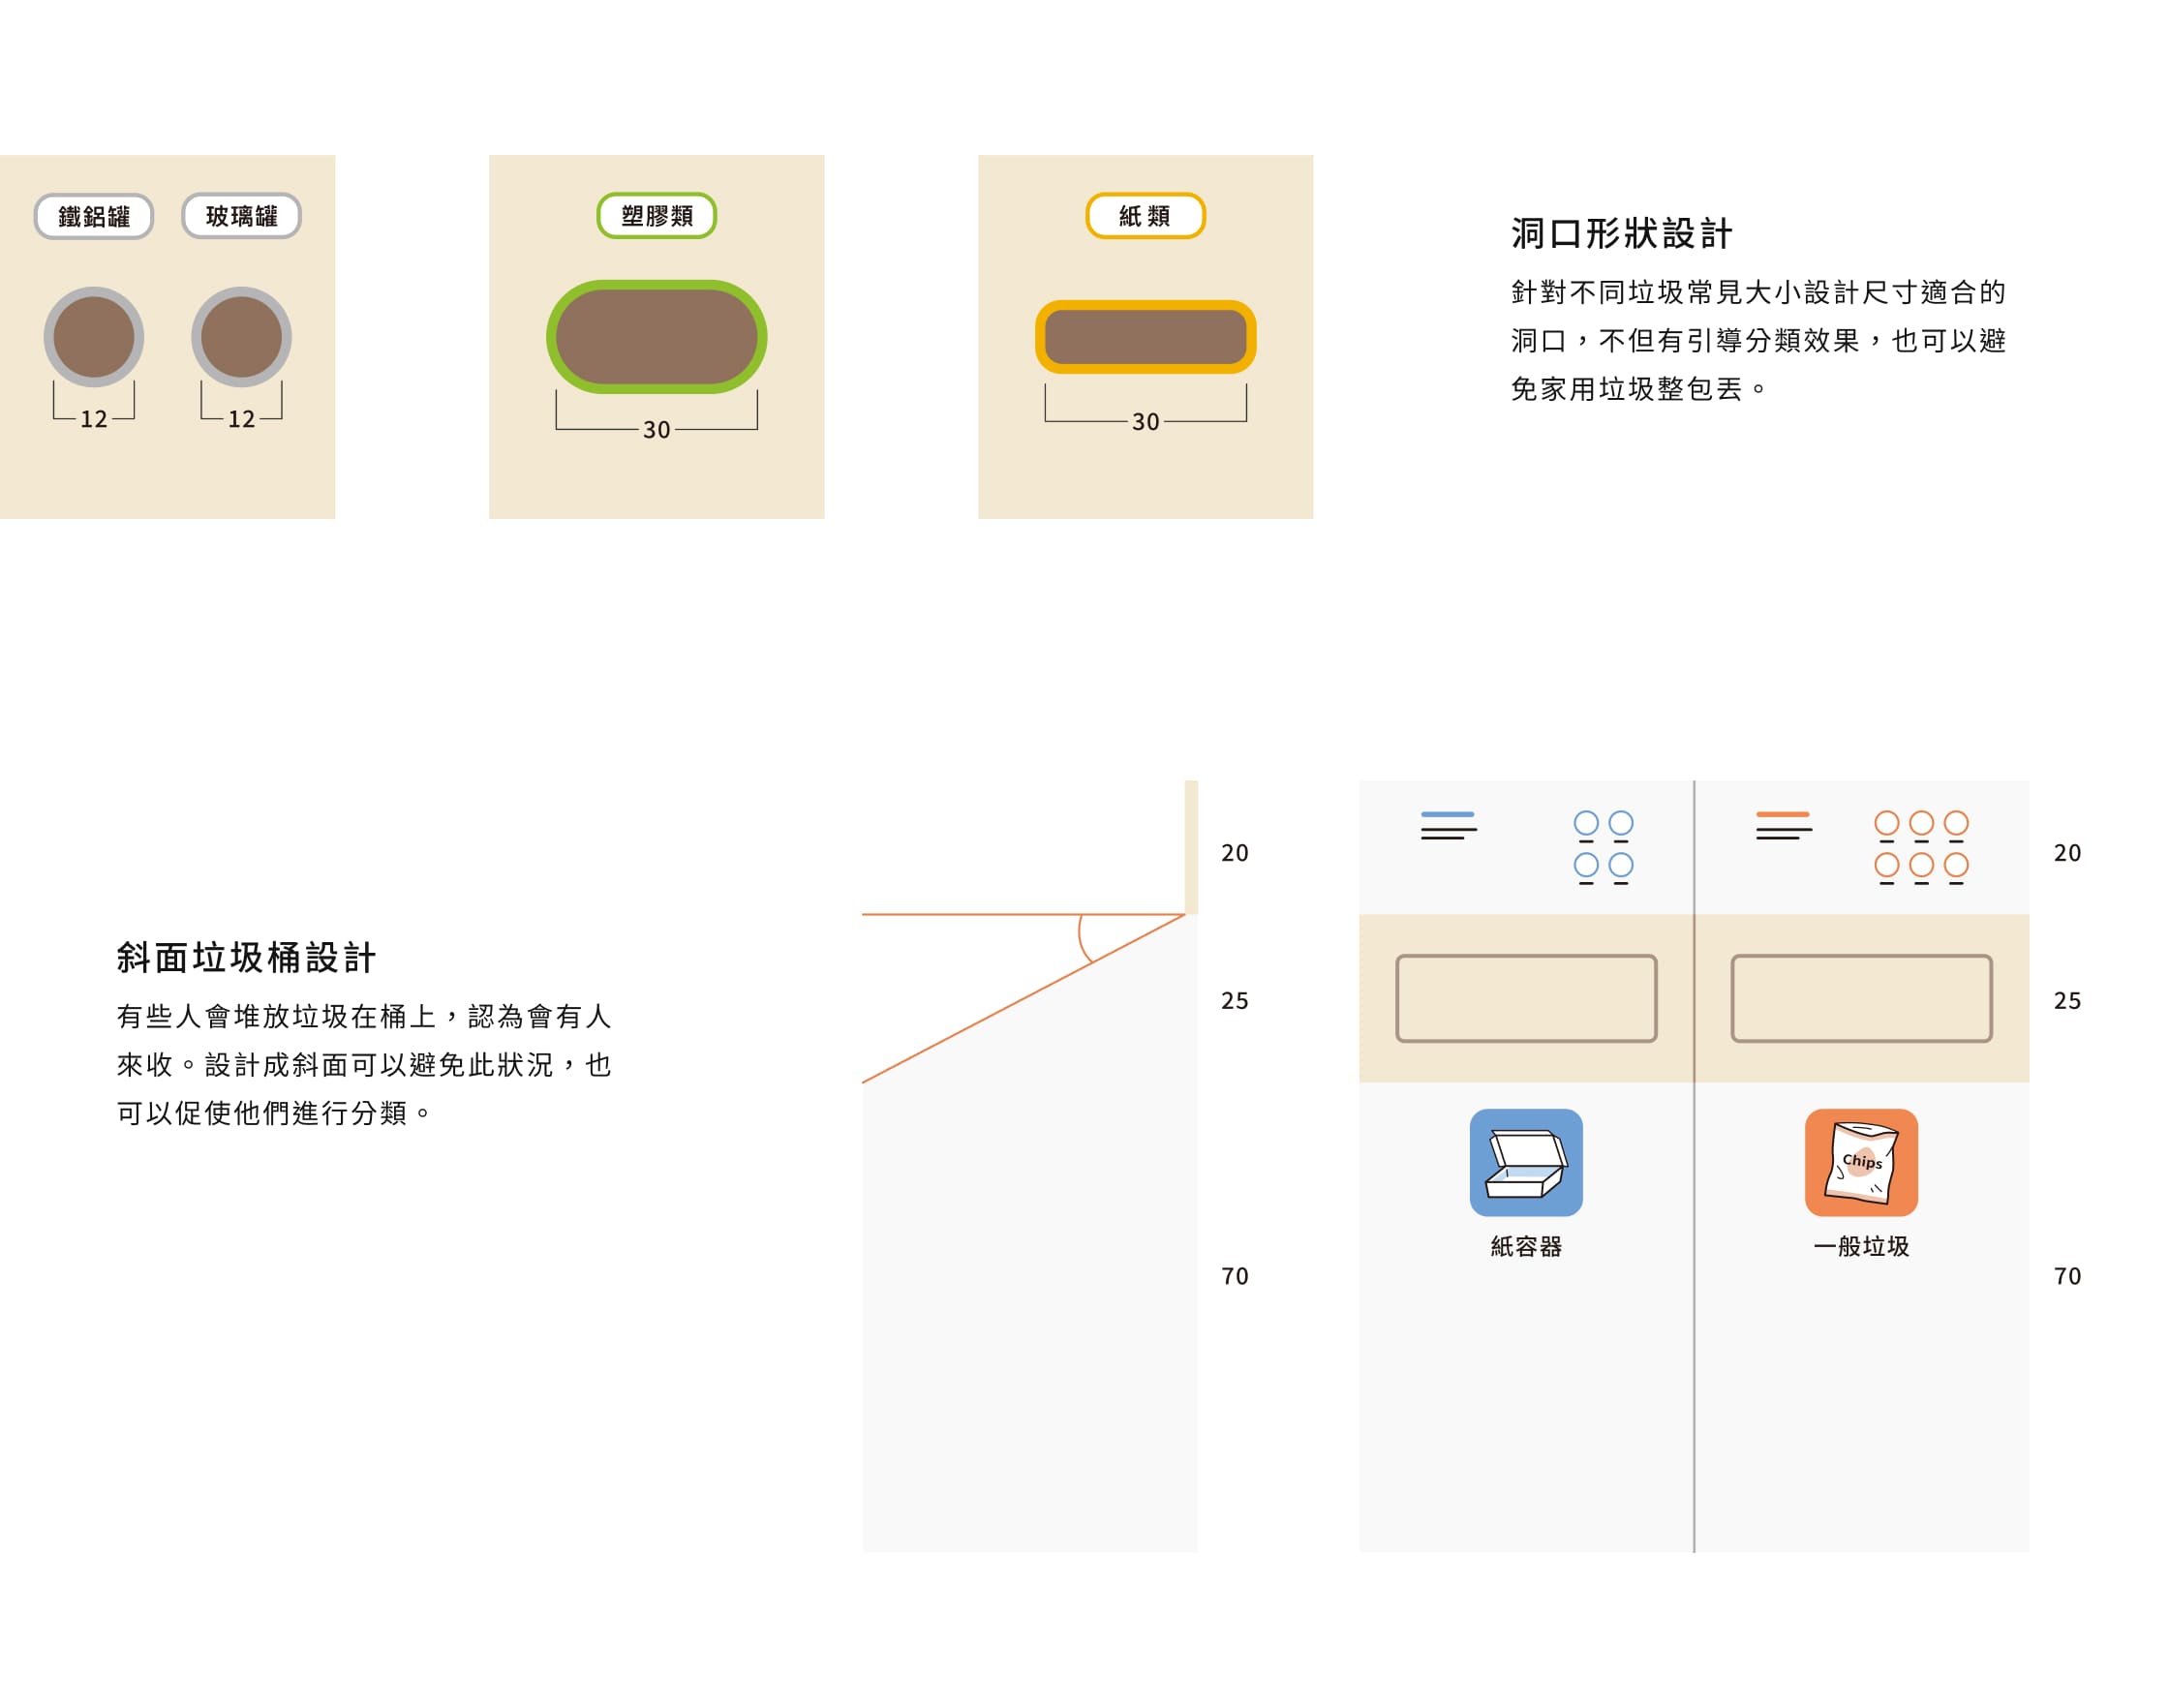 鐵鋁罐
玻璃罐
12
12
塑膠類
30
紙類
30
洞口形狀設計
針對不同垃圾常見大小設計尺寸適合的
洞口，不但有引導分類效果，也可以避
免家用垃圾整包丟。
斜面垃圾桶設計
有些人會堆放垃圾在桶上，認為會有人
來收。設計成斜面可以避免此狀況，也
可以促使他們進行分類。
20
25
70
Chips
紙容器
一般垃圾
20
25
70